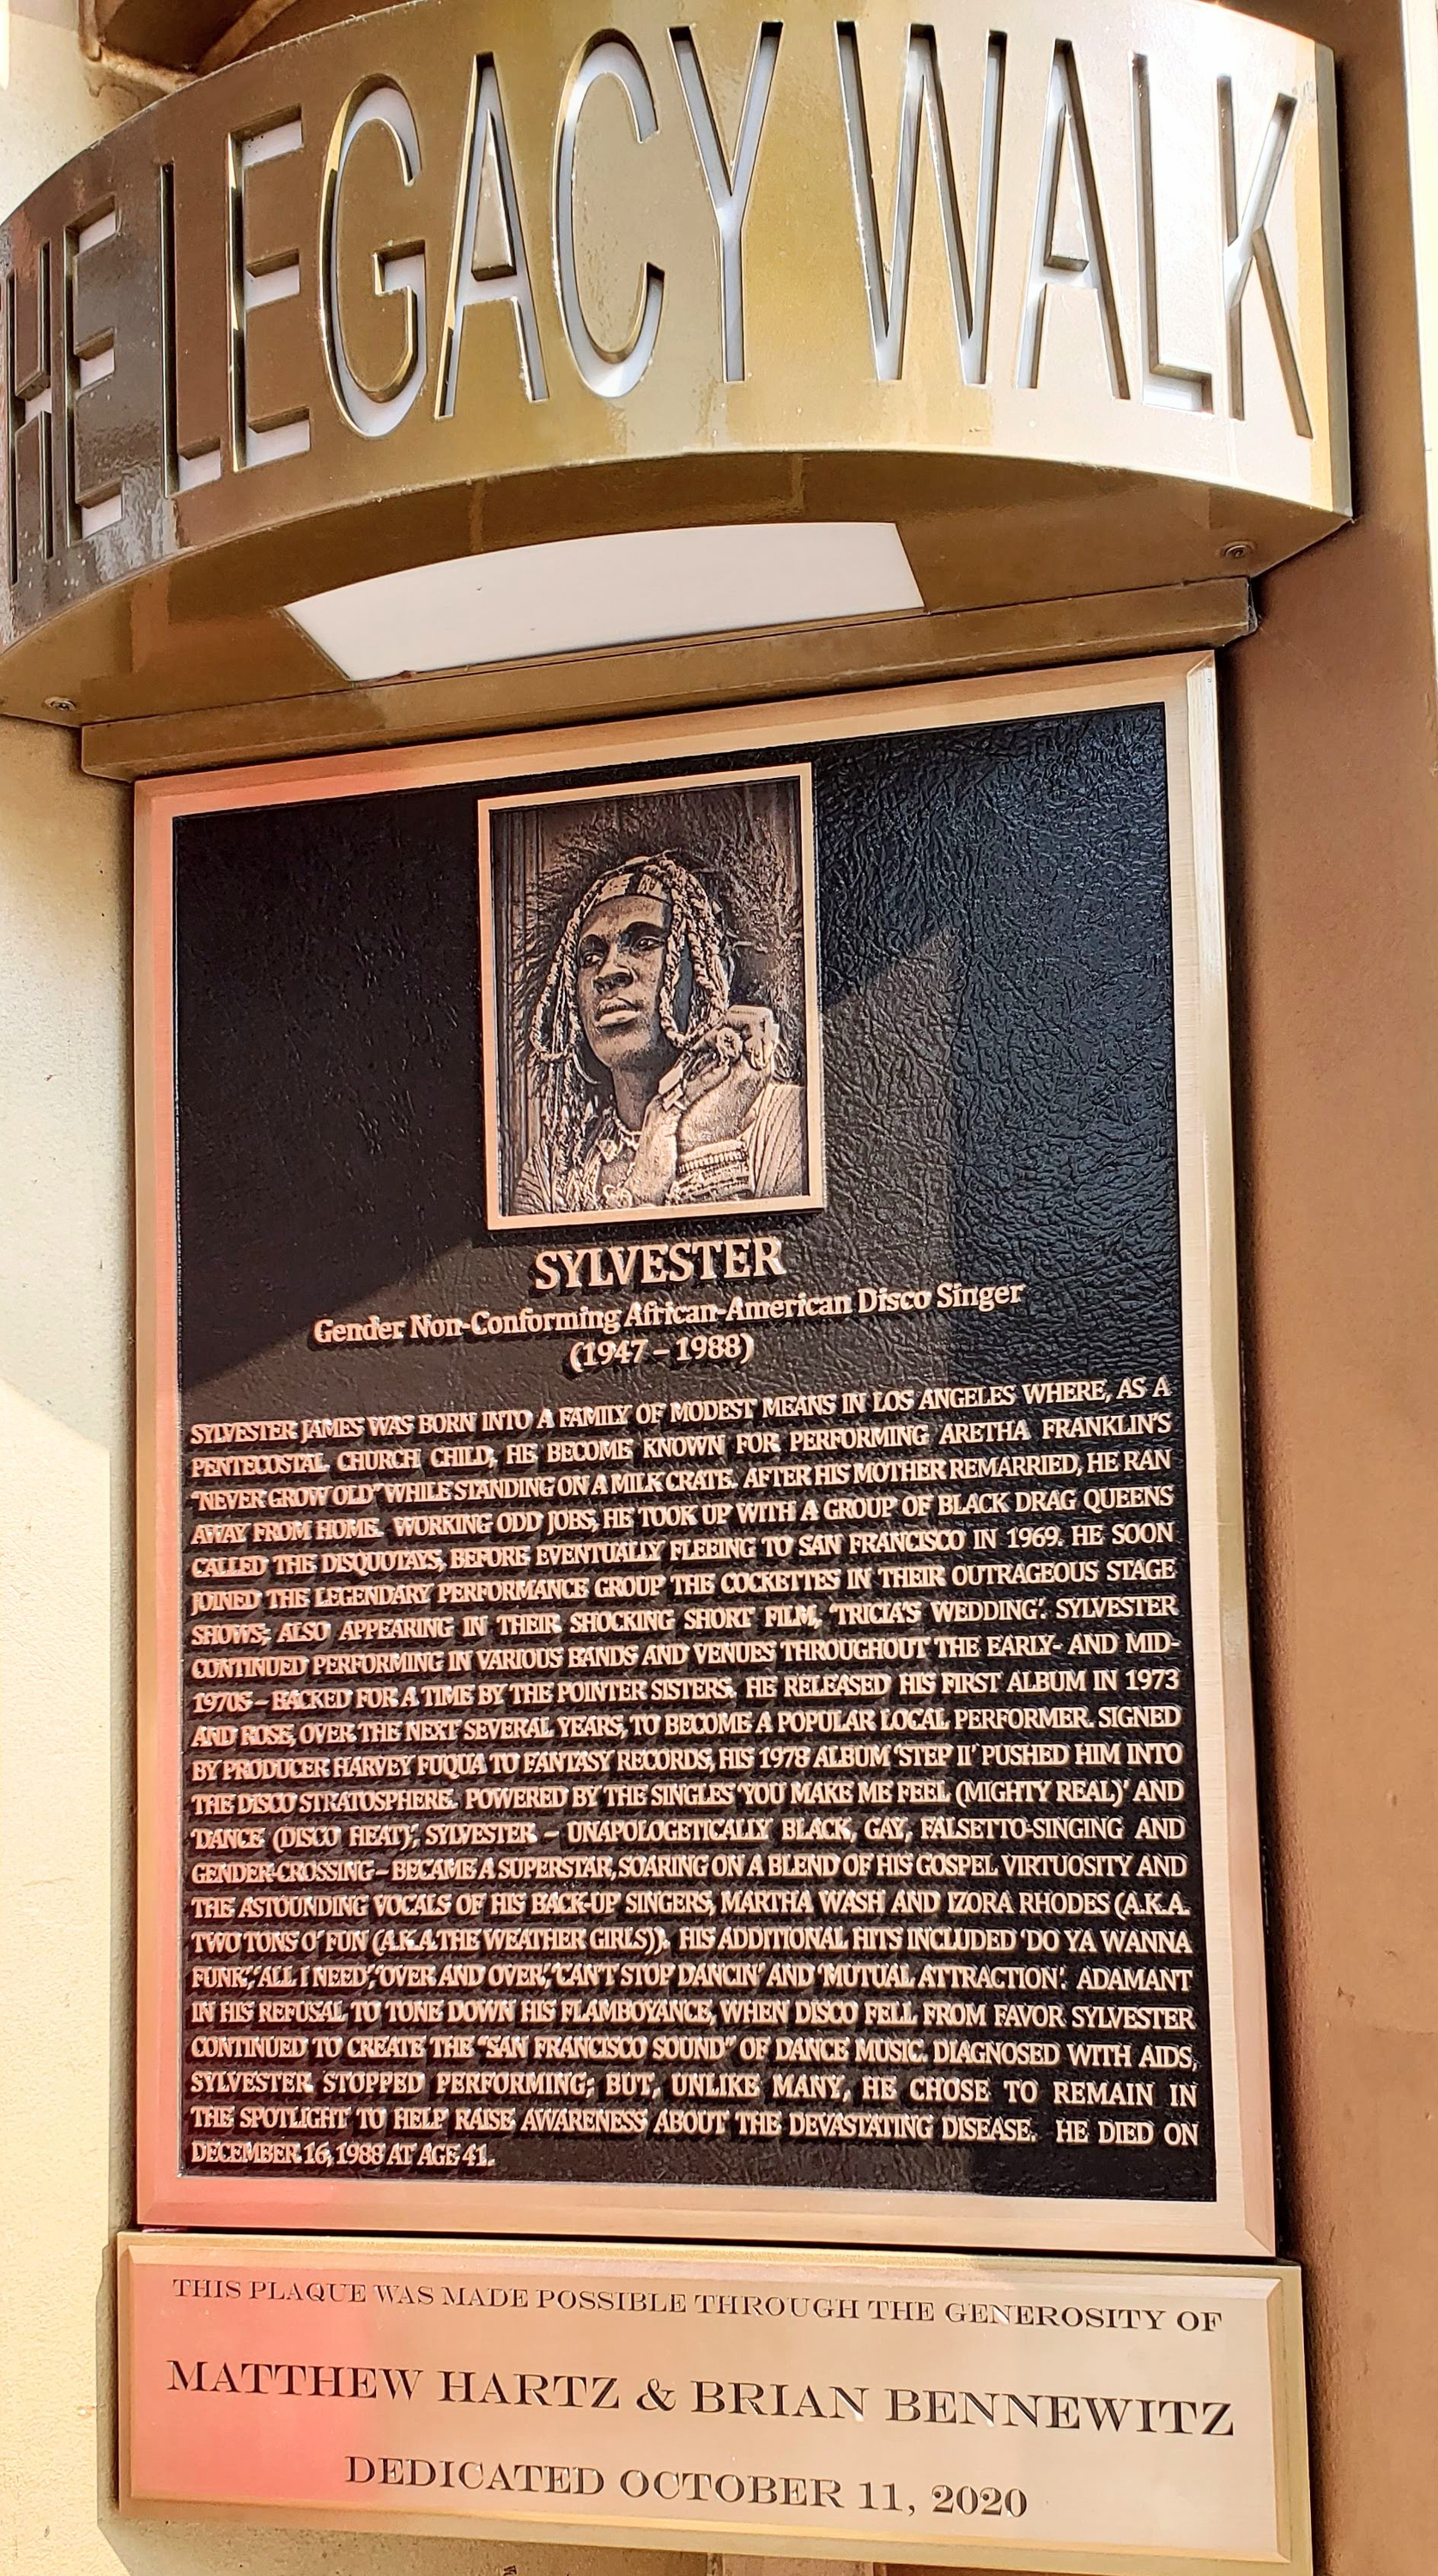 HE LEGACY WALK
SYLVESTER
Gender Non-Conforming African-American Disco Singer
(1947 – 1988)
SYLVESTER JAMES WAS BORN INTO A FAMILY OF MODEST MEANS IN LOS ANGELES WHERE, AS A
PENTECOSTAL CHURCH CHILD, HE BECOME KNOWN FOR PERFORMING ARETHA FRANKLIN'S
"NEVER GROW OLD" WHILE STANDING ON A MILK CRATE. AFTER HIS MOTHER REMARRIED, HE RAN
AWAY FROM HOME. WORKING ODD JOBS, HE TOOK UP WITH A GROUP OF BLACK DRAG QUEENS
CALLED THE DISQUOTAYS, BEFORE EVENTUALLY FLEEING TO SAN FRANCISCO IN 1969. HE SOON
JOINED THE LEGENDARY PERFORMANCE GROUP THE COCKETTES IN THEIR OUTRAGEOUS STAGE
SHOWS; ALSO APPEARING IN THEIR SHOCKING SHORT FILM, 'TRICIA'S WEDDING'. SYLVESTER
CONTINUED PERFORMING IN VARIOUS BANDS AND VENUES THROUGHOUT THE EARLY- AND MID-
1970S – BACKED FOR A TIME BY THE POINTER SISTERS. HE RELEASED HIS FIRST ALBUM IN 1973
AND ROSE, OVER THE NEXT SEVERAL YEARS, TO BECOME A POPULAR LOCAL PERFORMER. SIGNED
BY PRODUCER HARVEY FUQUA TO FANTASY RECORDS, HIS 1978 ALBUM 'STEP II' PUSHED HIM INTO
THE DISCO STRATOSPHERE. POWERED BY THE SINGLES 'YOU MAKE ME FEEL (MIGHTY REAL)' AND
'DANCE (DISCO HEAT)', SYLVESTER – UNAPOLOGETICALLY BLACK, GAY, FALSETTO-SINGING AND
GENDER-CROSSING – BECAME A SUPERSTAR, SOARING ON A BLEND OF HIS GOSPEL VIRTUOSITY AND
THE ASTOUNDING VOCALS OF HIS BACK-UP SINGERS, MARTHA WASH AND IZORA RHODES (A.K.A.
TWO TONS O' FUN (A.K.A. THE WEATHER GIRLS)). HIS ADDITIONAL HITS INCLUDED 'DO YA WANNA
FUNK', 'ALL I NEED', 'OVER AND OVER', 'CAN'T STOP DANCIN'' AND 'MUTUAL ATTRACTION'. ADAMANT
IN HIS REFUSAL TO TONE DOWN HIS FLAMBOYANCE, WHEN DISCO FELL FROM FAVOR SYLVESTER
CONTINUED TO CREATE THE "SAN FRANCISCO SOUND" OF DANCE MUSIC. DIAGNOSED WITH AIDS,
SYLVESTER STOPPED PERFORMING; BUT, UNLIKE MANY, HE CHOSE TO REMAIN IN
THE SPOTLIGHT TO HELP RAISE AWARENESS ABOUT THE DEVASTATING DISEASE. HE DIED ON
DECEMBER 16, 1988 AT AGE 41.
THIS PLAQUE WAS MADE POSSIBLE THROUGH THE GENEROSITY OF
MATTHEW HARTZ & BRIAN BENNEWITZ
DEDICATED OCTOBER 11, 2020